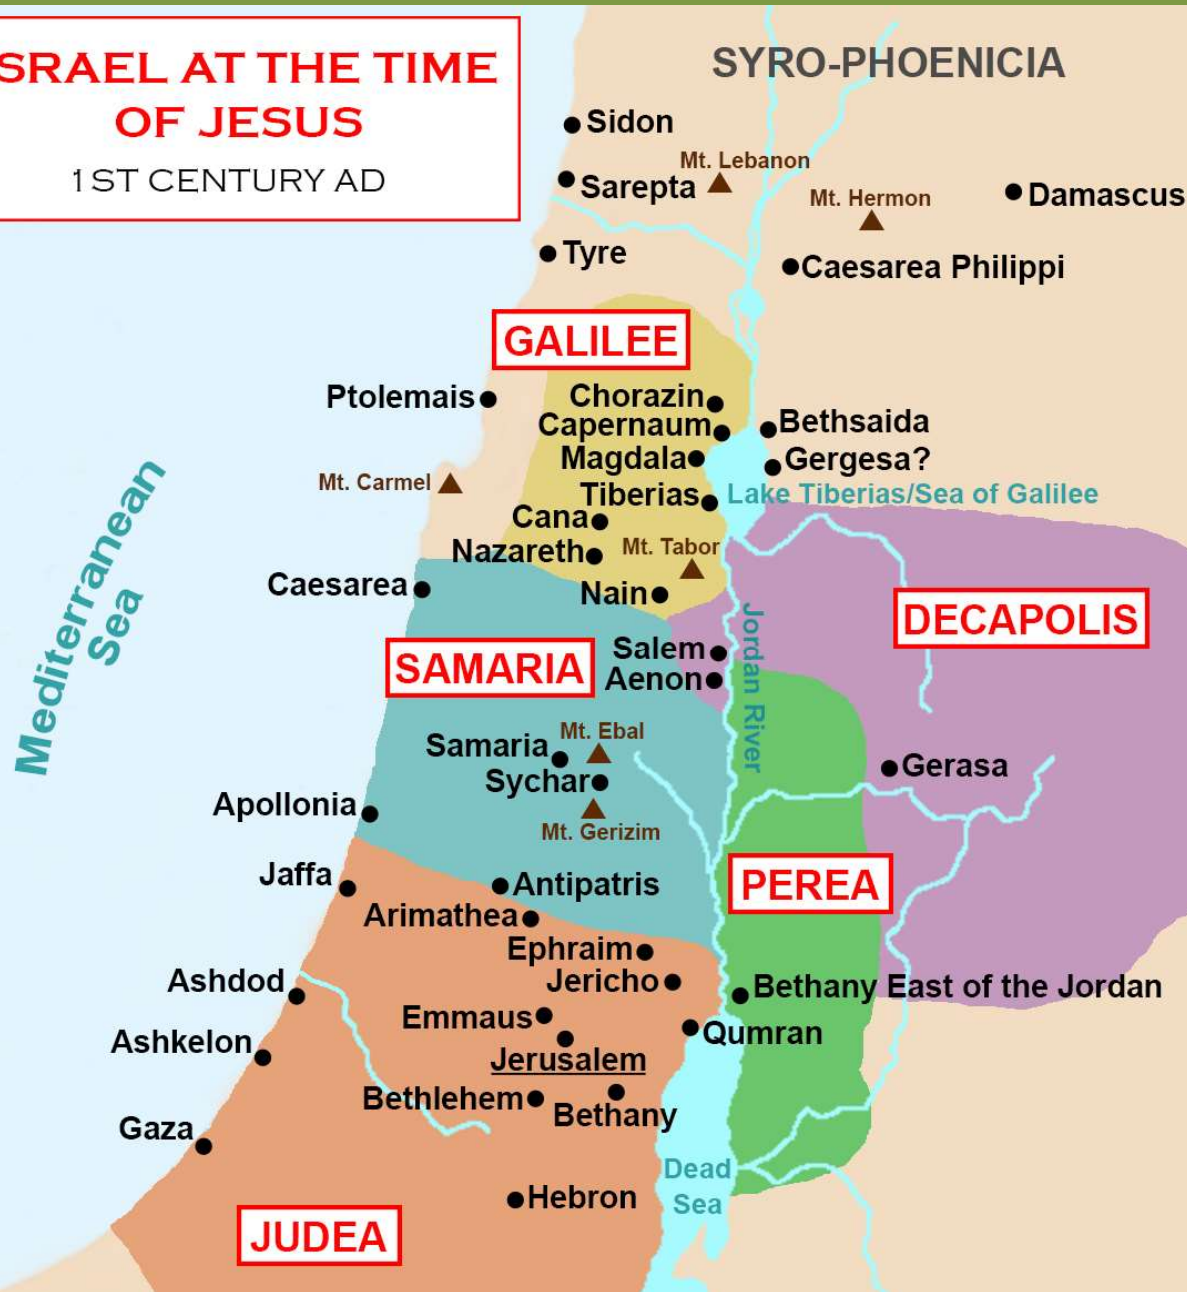 SRAEL AT THE TIME
OF JESUS
1ST CENTURY AD
SYRO-PHOENICIA
Sidon
Mt. Lebanon
Sarepta
Mt. Hermon
Damascus
Tyre
Caesarea Philippi
GALILEE
Ptolemais
Chorazin
Capernaum
Bethsaida
Magdala
Gergesa?
Mt. Carmel
Tiberias
Lake Tiberias/Sea of Galilee
Cana
Nazareth
Mt. Tabor
Mediterranean
Sea
Caesarea
Nain
DECAPOLIS
Jordan River
SAMARIA
Salem
Aenon
Samaria
Mt. Ebal
Sychar
Gerasa
Apollonia
Mt. Gerizim
Jaffa
Antipatris
PEREA
Arimathea
Ephraim
Ashdod
Jericho
Bethany East of the Jordan
Emmaus
Qumran
Ashkelon
Jerusalem
Bethlehem
Bethany
Gaza
Dead
Sea
Hebron
JUDEA